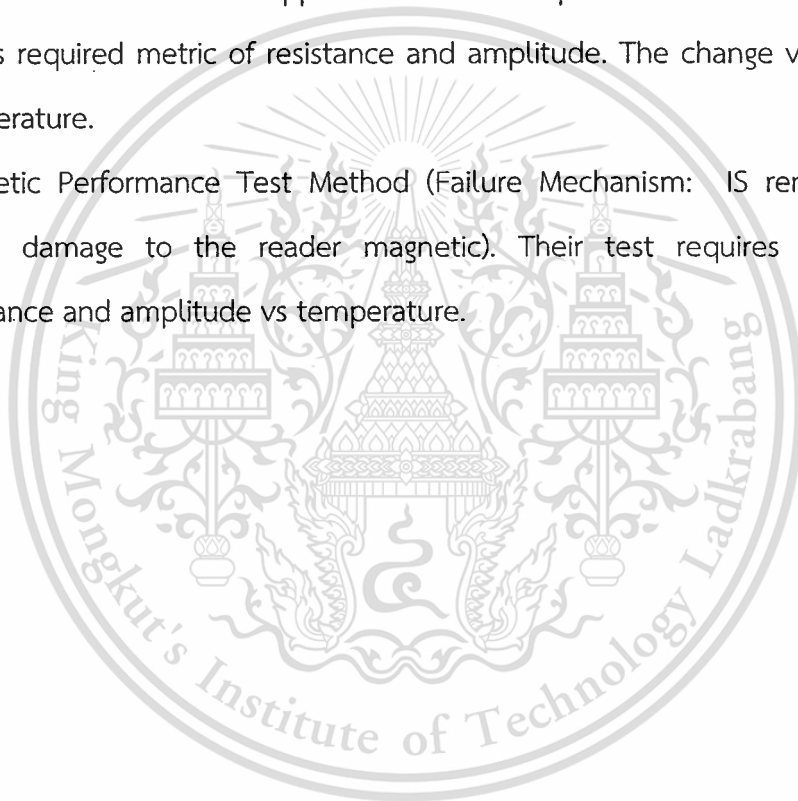 s required metric of resistance and amplitude. The change v
erature.
etic Performance Test Method (Failure Mechanism: IS rer
damage to the reader magnetic). Their test requires
ance and amplitude vs temperature.
King Mongkut's Institute of Technology Ladkrabang